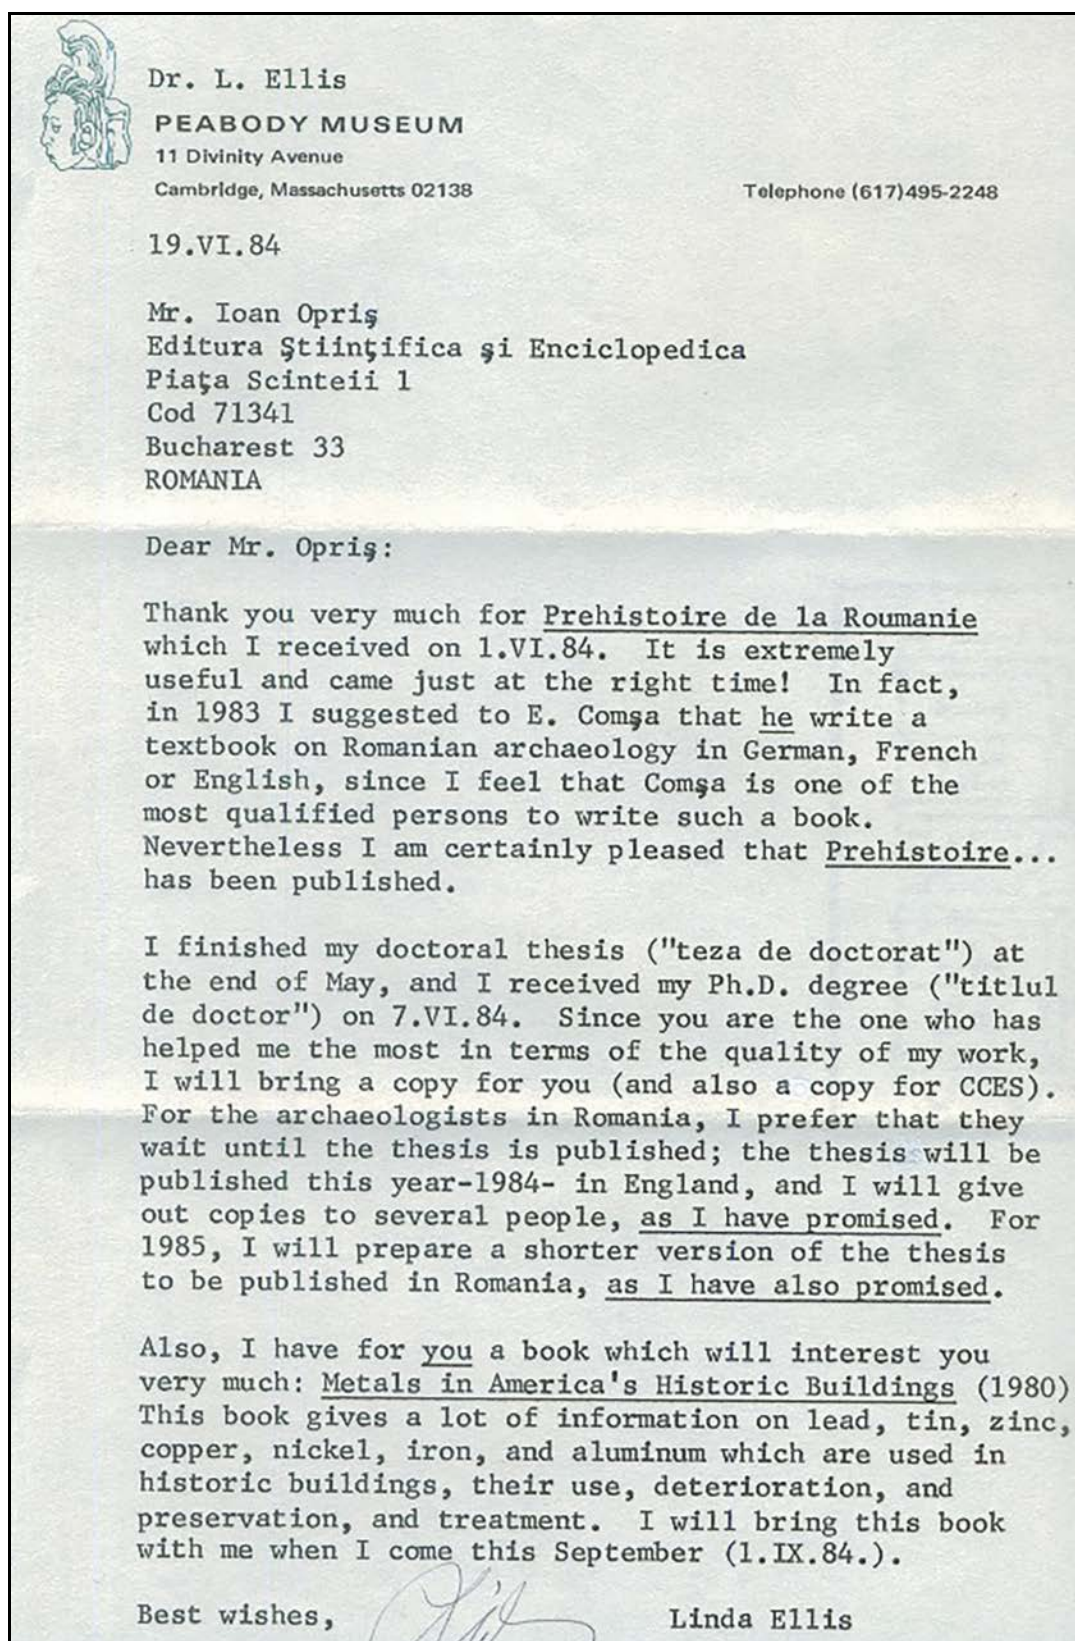 Dr. L. Ellis
PEABODY MUSEUM
11 Divinity Avenue
Cambridge, Massachusetts 02138 Telephone (617)495-2248
19.VI.84
Mr. Ioan Opriş
Editura Ştiinţifica şi Enciclopedica
Piaţa Scinteii 1
Cod 71341
Bucharest 33
ROMANIA
Dear Mr. Opriş:
Thank you very much for Prehistoire de la Roumanie
which I received on 1.VI.84. It is extremely
useful and came just at the right time! In fact,
in 1983 I suggested to E. Comşa that he write a
textbook on Romanian archaeology in German, French
or English, since I feel that Comşa is one of the
most qualified persons to write such a book.
Nevertheless I am certainly pleased that Prehistoire...
has been published.
I finished my doctoral thesis ("teza de doctorat") at
the end of May, and I received my Ph.D. degree ("titlul
de doctor") on 7.VI.84. Since you are the one who has
helped me the most in terms of the quality of my work,
I will bring a copy for you (and also a copy for CCES).
For the archaeologists in Romania, I prefer that they
wait until the thesis is published; the thesis will be
published this year-1984- in England, and I will give
out copies to several people, as I have promised. For
1985, I will prepare a shorter version of the thesis
to be published in Romania, as I have also promised.
Also, I have for you a book which will interest you
very much: Metals in America's Historic Buildings (1980)
This book gives a lot of information on lead, tin, zinc,
copper, nickel, iron, and aluminum which are used in
historic buildings, their use, deterioration, and
preservation, and treatment. I will bring this book
with me when I come this September (1.IX.84.).
Best wishes, Linda Ellis